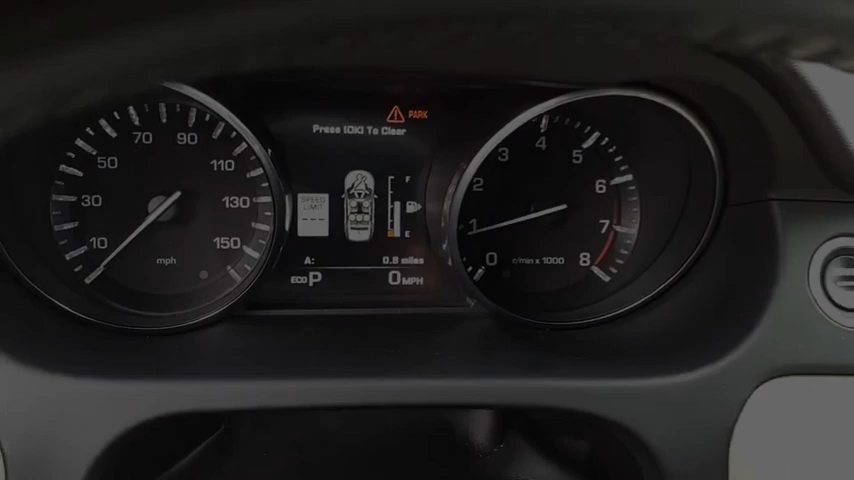 PARK
Press [OK] To Clear
70 90
50 110
30 130
10 150
mph
SPEED
LIMIT
---
F
E
A: 0.8 miles
ECO P 0 MPH
3 4 5
2 6
1 7
0 8
r/min x 1000